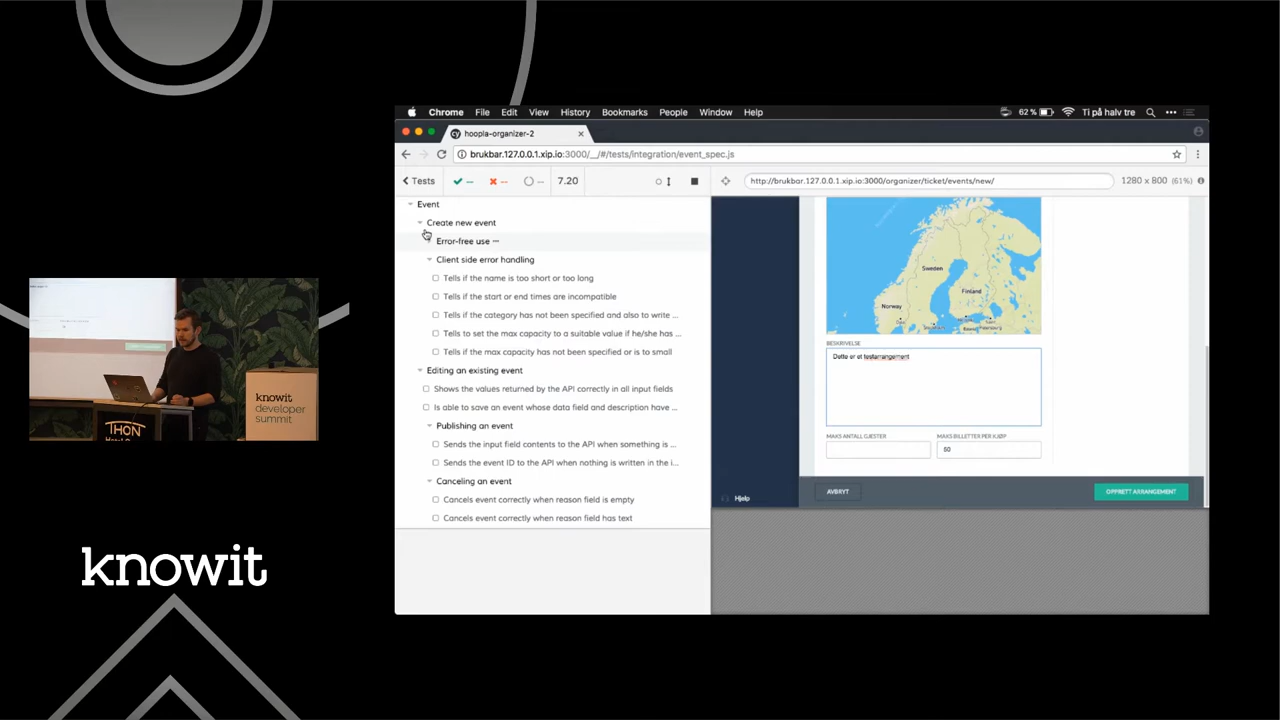 Chrome File Edit View History Bookmarks People Window Help
62 % Ti på halv tre
hoopla-organizer-2
brukbar.127.0.0.1.xip.io:3000/__/#/tests/integration/event_spec.js
Tests -- -- -- 7.20
http://brukbar.127.0.0.1.xip.io:3000/organizer/ticket/events/new/
1280 x 800 (61%)
Event
Create new event
Error-free use
Client side error handling
Tells if the name is too short or too long
Tells if the start or end times are incompatible
Tells if the category has not been specified and also to write ...
Tells to set the max capacity to a suitable value if he/she has ...
Tells if the max capacity has not been specified or is to small
Editing an existing event
Shows the values returned by the API correctly in all input fields
Is able to save an event whose data field and description have ...
Publishing an event
Sends the input field contents to the API when something is ...
Sends the event ID to the API when nothing is written in the i...
Canceling an event
Cancels event correctly when reason field is empty
Cancels event correctly when reason field has text
Sweden
Finland
Norway
BESKRIVELSE
Dette er et testarrangement
MAKS ANTALL GJESTER
MAKS BILLETTER PER KJØP
50
Hjelp
AVBRYT
OPPRETT ARRANGEMENT
knowit
developer
summit
THON
knowit